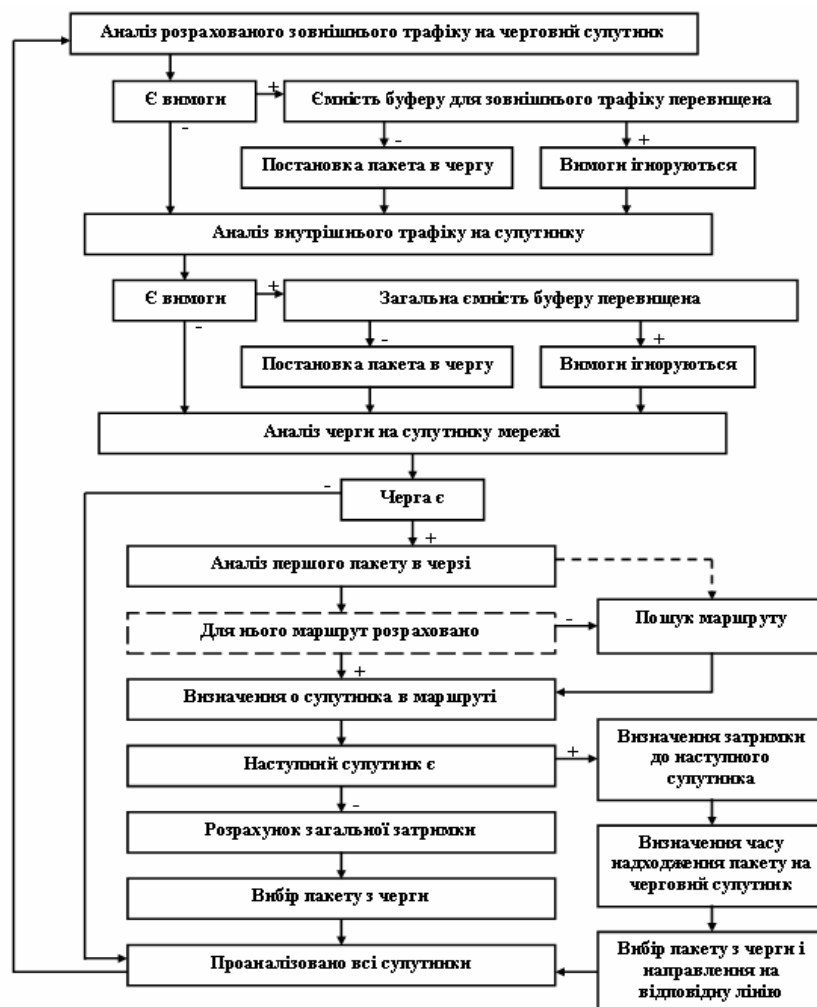 Аналіз розрахованого зовнішнього трафіку на черговий супутник
Є вимоги
+
Ємність буферу для зовнішнього трафіку перевищена
-
-
+
Постановка пакета в чергу
Вимоги ігноруються
Аналіз внутрішнього трафіку на супутнику
Є вимоги
+
Загальна ємність буферу перевищена
-
-
+
Постановка пакета в чергу
Вимоги ігноруються
Аналіз черги на супутнику мережі
-
Черга є
+
Аналіз першого пакету в черзі
Для нього маршрут розраховано
-
Пошук маршруту
+
Визначення о супутника в маршруті
Наступний супутник є
+
Визначення затримки
до наступного
супутника
-
Розрахунок загальної затримки
Визначення часу
надходження пакету на
черговий супутник
Вибір пакету з черги
Проаналізовано всі супутники
Вибір пакету з черги і
направлення на
відповідну лінію